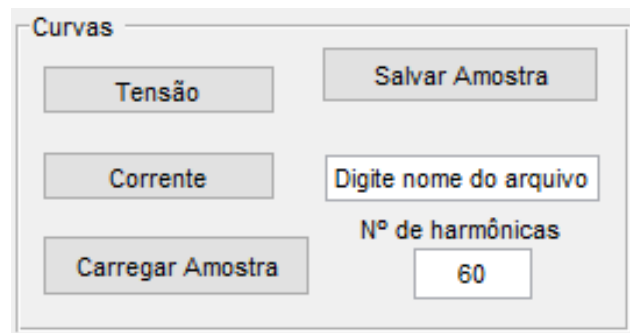 Curvas
Tensão
Salvar Amostra
Corrente
Digite nome do arquivo
Nº de harmônicas
Carregar Amostra
60